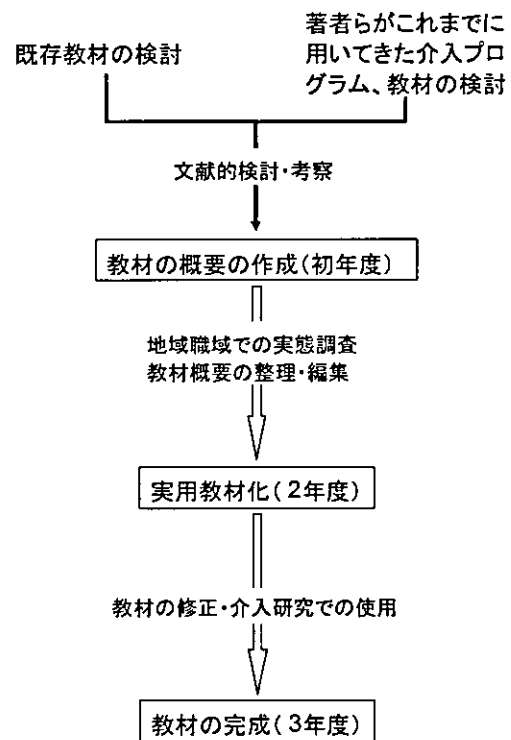 既存教材の検討
著者らがこれまでに
用いてきた介入プロ
グラム、教材の検討
文献的検討・考察
教材の概要の作成(初年度)
地域職域での実態調査
教材概要の整理・編集
実用教材化(2年度)
教材の修正・介入研究での使用
教材の完成(3年度)